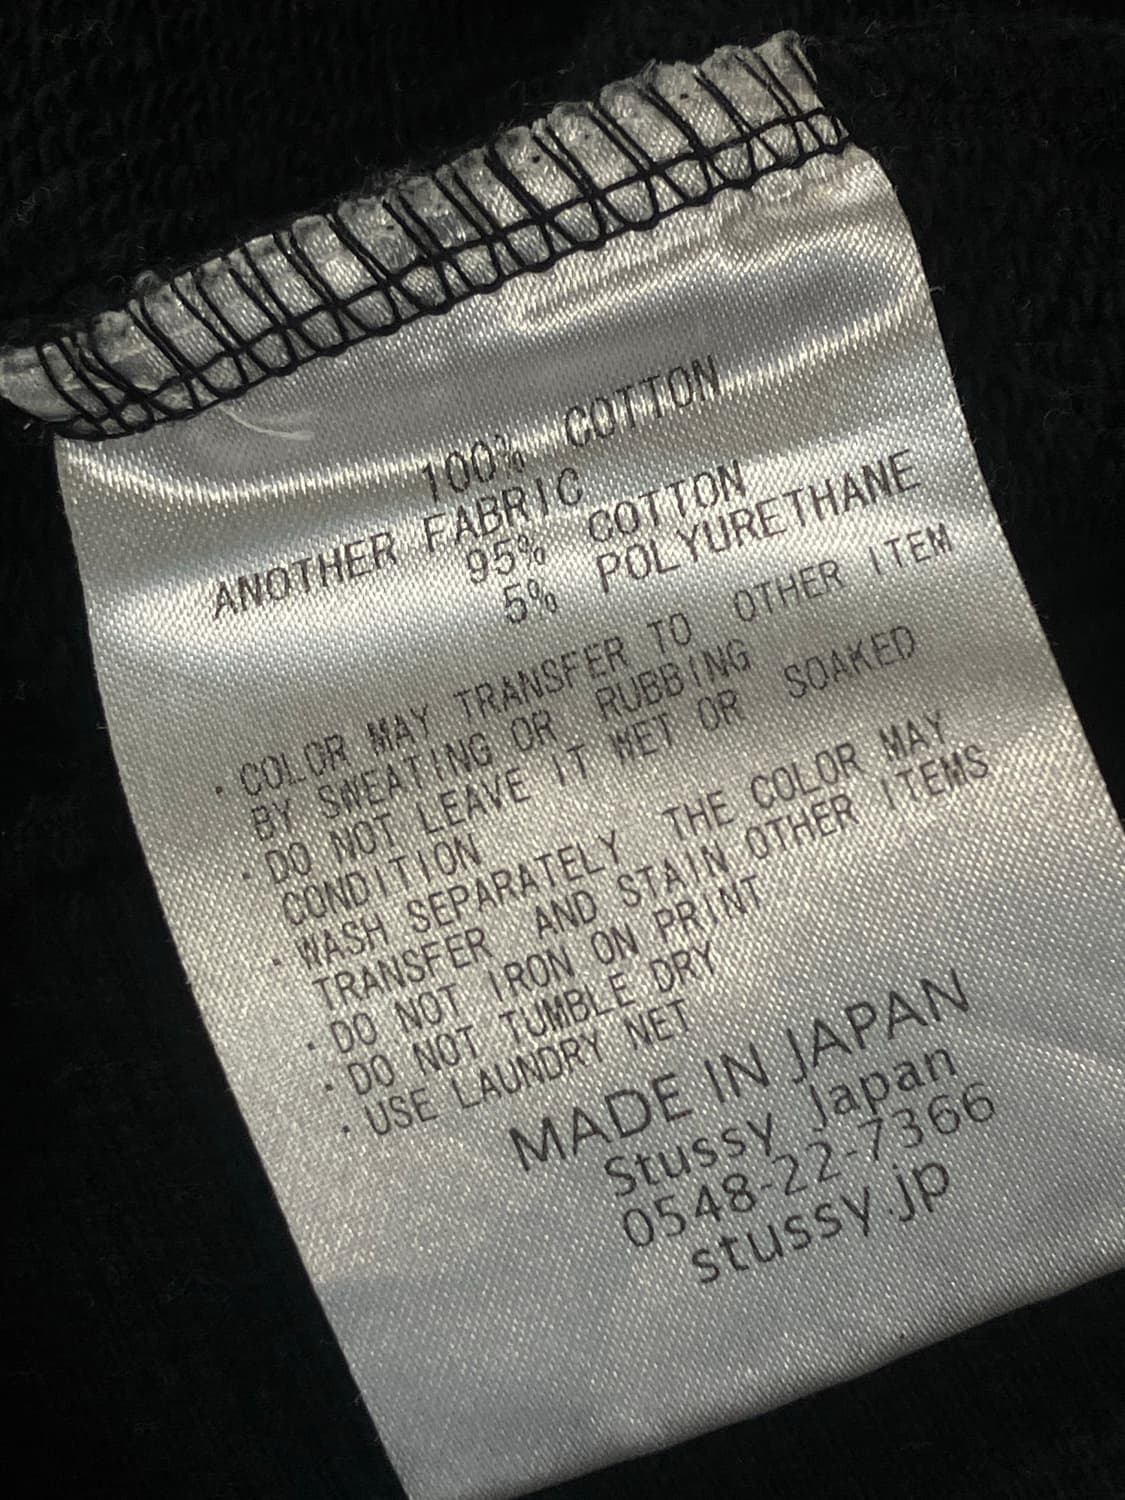 100% COTTON
ANOTHER FABRIC
95% COTTON
5% POLYURETHANE
・COLOR MAY TRANSFER TO OTHER ITEM
BY SWEATING OR RUBBING
・DO NOT LEAVE IT WET OR SOAKED
CONDITION
・WASH SEPARATELY THE COLOR MAY
TRANSFER AND STAIN OTHER ITEMS
・DO NOT IRON ON PRINT
・DO NOT TUMBLE DRY
・USE LAUNDRY NET
MADE IN JAPAN
Stussy Japan
0548-22-7366
stussy.jp